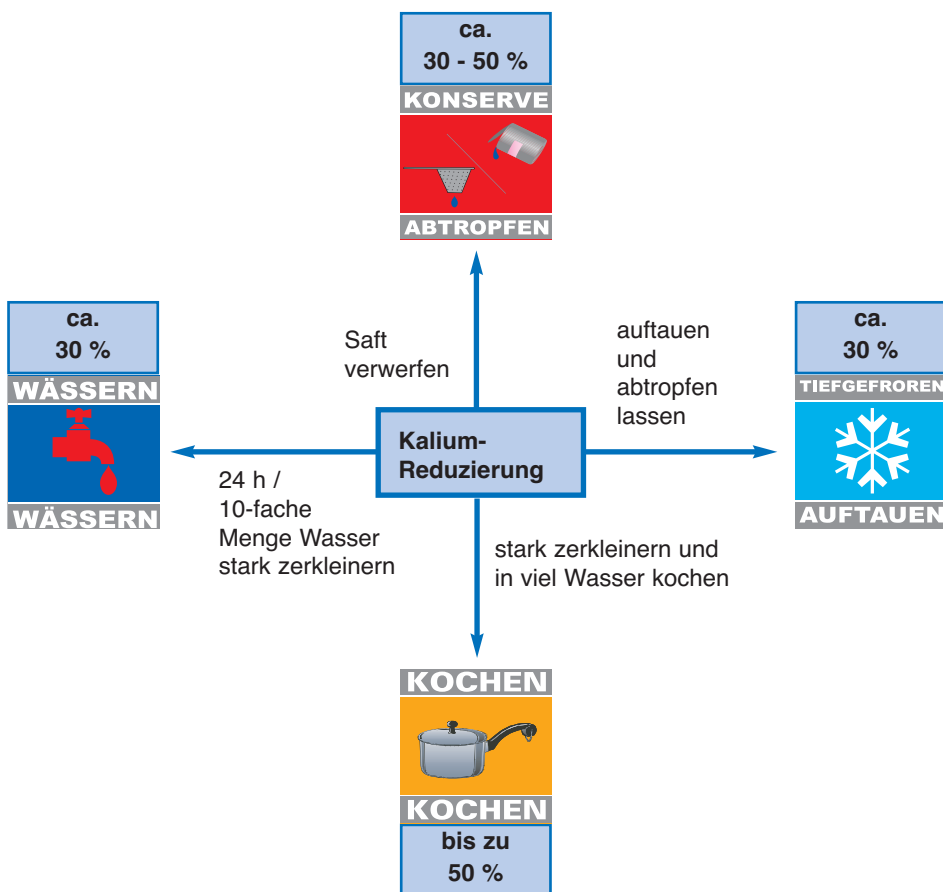 ca.
30 - 50 %
KONSERVE
ABTROPFEN
Saft
verwerfen
auftauen
und
abtropfen
lassen
ca.
30 %
WÄSSERN
WÄSSERN
ca.
30 %
TIEFGEFROREN
AUFTAUEN
Kalium-
Reduzierung
24 h /
10-fache
Menge Wasser
stark zerkleinern
stark zerkleinern und
in viel Wasser kochen
KOCHEN
KOCHEN
bis zu
50 %